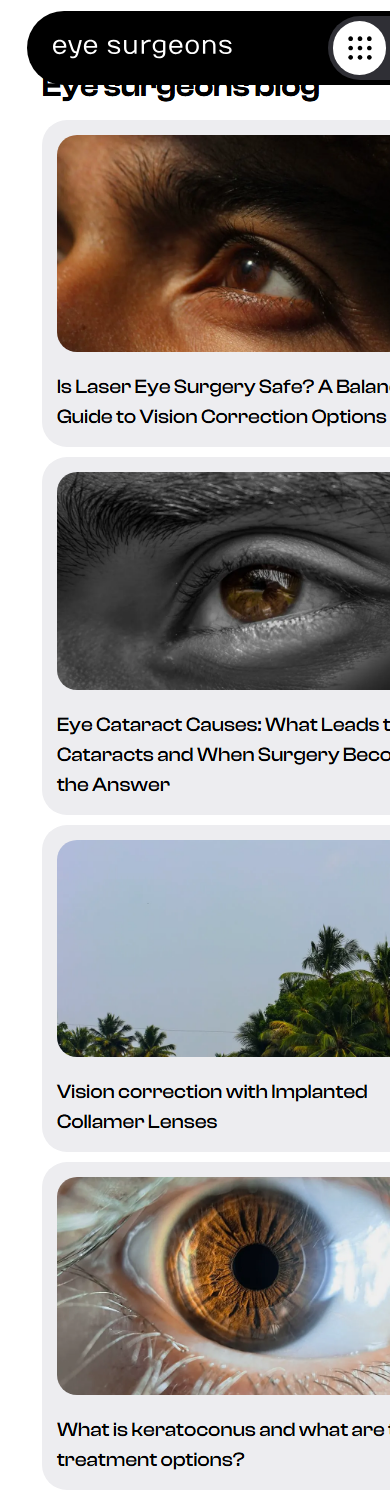 eye surgeons
Eye surgeons blog
Is Laser Eye Surgery Safe? A Balan
Guide to Vision Correction Options
Eye Cataract Causes: What Leads t
Cataracts and When Surgery Beco
the Answer
Vision correction with Implanted
Collamer Lenses
What is keratoconus and what are
treatment options?